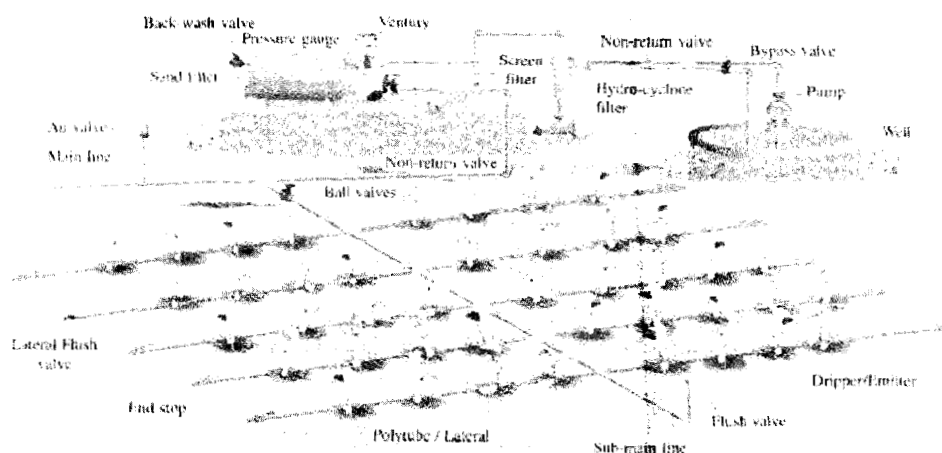 Back wash valve
Ventury
Pressure gauge
Non-return valve
Bypass valve
Sand filter
Screen
filter
Hydro-cyclone
filter
Pump
Air valve
Well
Main line
Non-return valve
Ball valves
Lateral Flush
valve
Dripper/Emitter
End stop
Flush valve
Polytube / Lateral
Sub-main line